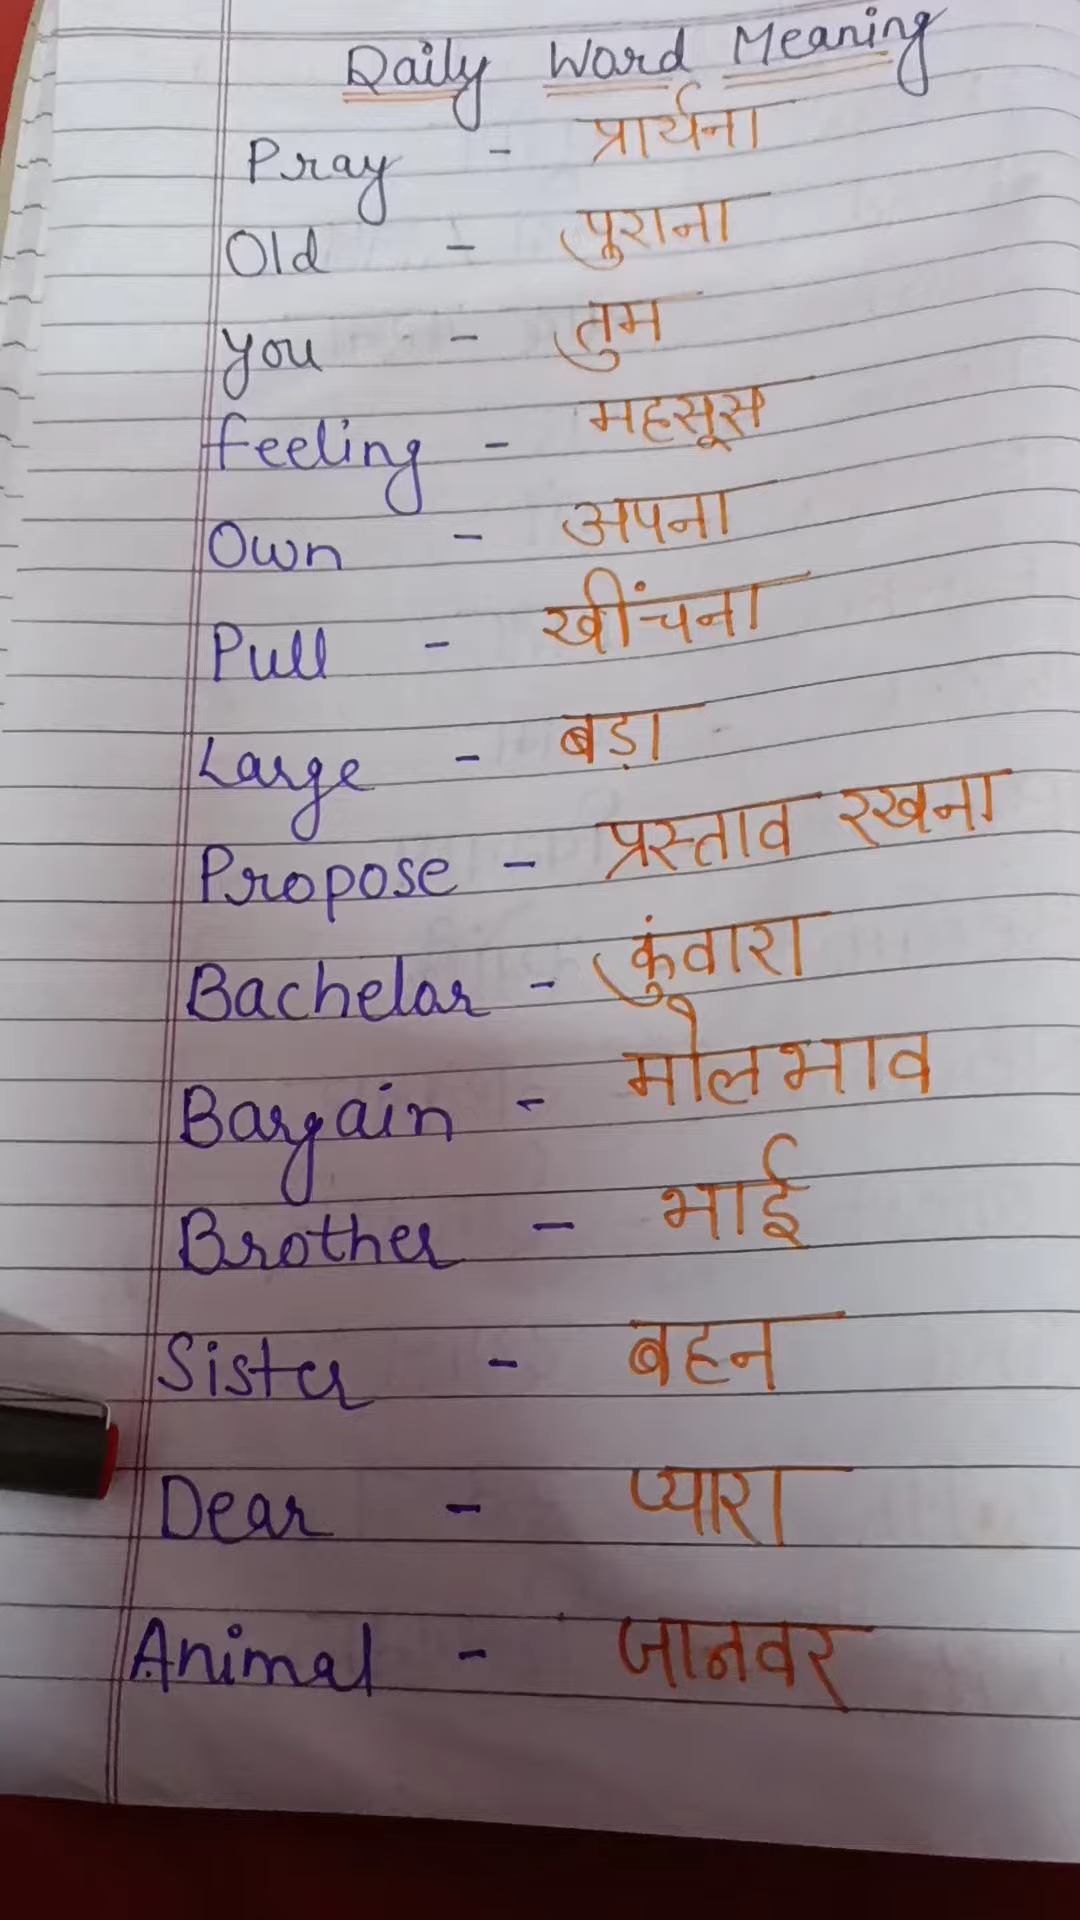 Daily Word Meaning
Pray - प्रार्थना
Old - पुराना
you - तुम
feeling - महसूस
Own - अपना
Pull - खींचना
Large - बड़ा
Propose - प्रस्ताव रखना
Bachelor - कुंवारा
Bargain - मोलभाव
Brother - भाई
Sister - बहन
Dear - प्यारा
Animal - जानवर